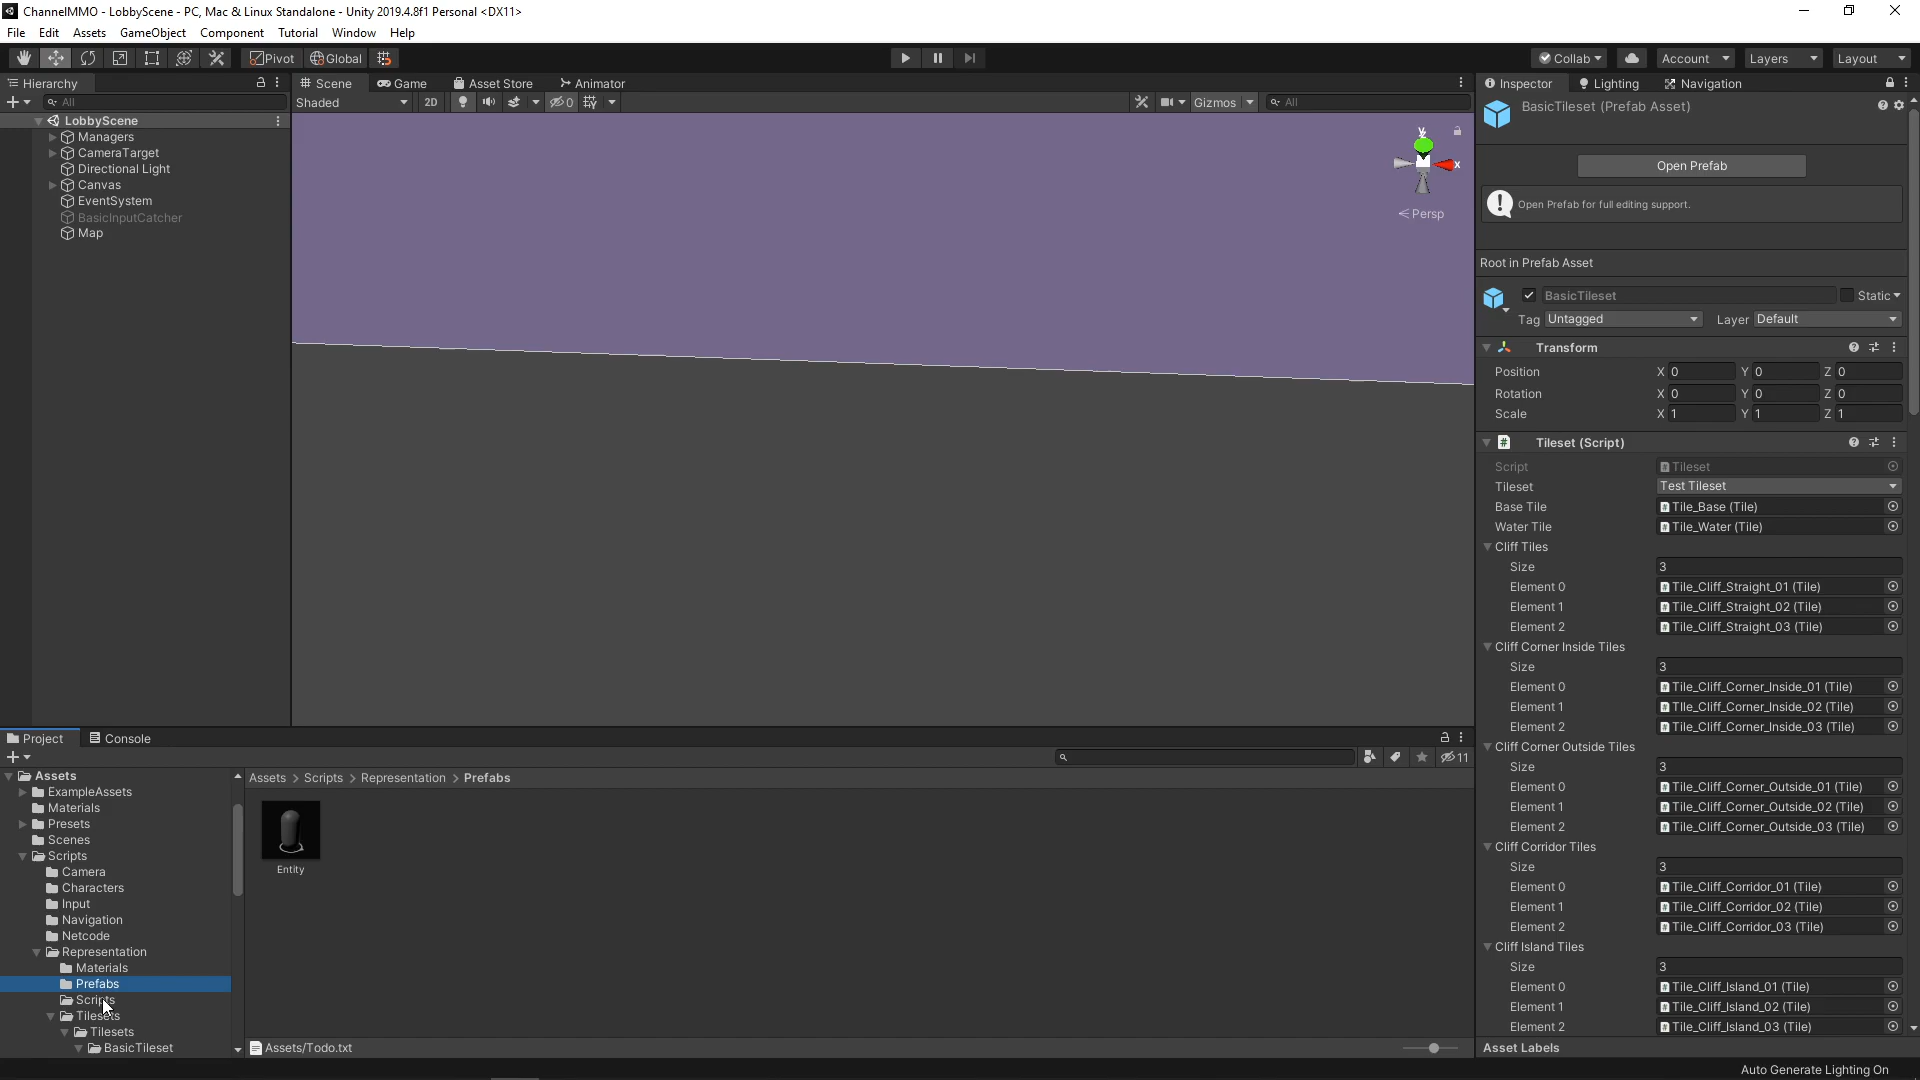 ChannelMMO - LobbyScene - PC, Mac & Linux Standalone - Unity 2019.4.8f1 Personal <DX11>
File Edit Assets GameObject Component Tutorial Window Help
Pivot Global Collab Account Layers Layout
Hierarchy
All
LobbyScene
Managers
CameraTarget
Directional Light
Canvas
EventSystem
BasicInputCatcher
Map
Scene Game Asset Store Animator
Shaded 2D 0 Gizmos All
y
x
Persp
Project Console
11
Assets
ExampleAssets
Materials
Presets
Scenes
Scripts
Camera
Characters
Input
Navigation
Netcode
Representation
Materials
Prefabs
Scripts
Tilesets
Tilesets
BasicTileset
Assets > Scripts > Representation > Prefabs
Entity
Assets/Todo.txt
Inspector Lighting Navigation
BasicTileset (Prefab Asset)
Open Prefab
Open Prefab for full editing support.
Root in Prefab Asset
BasicTileset Static
Tag Untagged Layer Default
Transform
Position X 0 Y 0 Z 0
Rotation X 0 Y 0 Z 0
Scale X 1 Y 1 Z 1
Tileset (Script)
Script Tileset
Tileset Test Tileset
Base Tile Tile_Base (Tile)
Water Tile Tile_Water (Tile)
Cliff Tiles
Size 3
Element 0 Tile_Cliff_Straight_01 (Tile)
Element 1 Tile_Cliff_Straight_02 (Tile)
Element 2 Tile_Cliff_Straight_03 (Tile)
Cliff Corner Inside Tiles
Size 3
Element 0 Tile_Cliff_Corner_Inside_01 (Tile)
Element 1 Tile_Cliff_Corner_Inside_02 (Tile)
Element 2 Tile_Cliff_Corner_Inside_03 (Tile)
Cliff Corner Outside Tiles
Size 3
Element 0 Tile_Cliff_Corner_Outside_01 (Tile)
Element 1 Tile_Cliff_Corner_Outside_02 (Tile)
Element 2 Tile_Cliff_Corner_Outside_03 (Tile)
Cliff Corridor Tiles
Size 3
Element 0 Tile_Cliff_Corridor_01 (Tile)
Element 1 Tile_Cliff_Corridor_02 (Tile)
Element 2 Tile_Cliff_Corridor_03 (Tile)
Cliff Island Tiles
Size 3
Element 0 Tile_Cliff_Island_01 (Tile)
Element 1 Tile_Cliff_Island_02 (Tile)
Element 2 Tile_Cliff_Island_03 (Tile)
Asset Labels
Auto Generate Lighting On